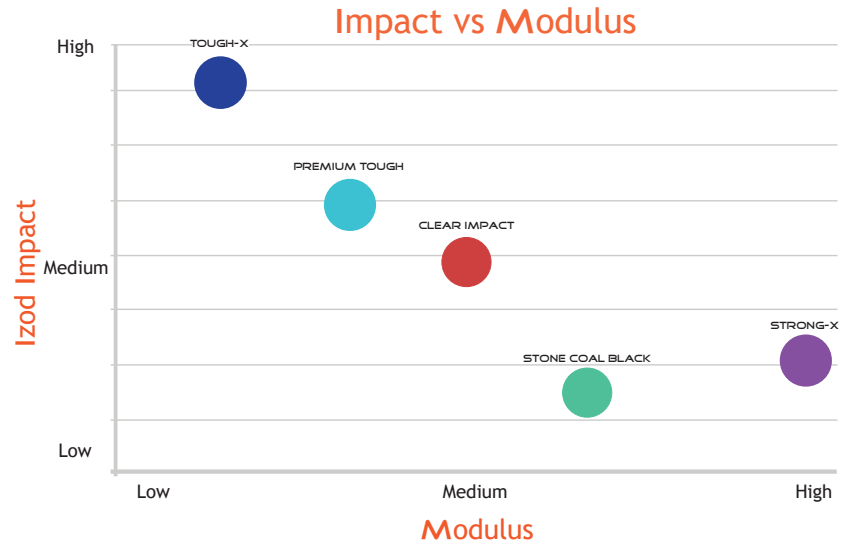 Impact vs Modulus
High
TOUGH-X
PREMIUM TOUGH
CLEAR IMPACT
Izod Impact
Medium
STRONG-X
STONE COAL BLACK
Low
Low
Medium
High
Modulus